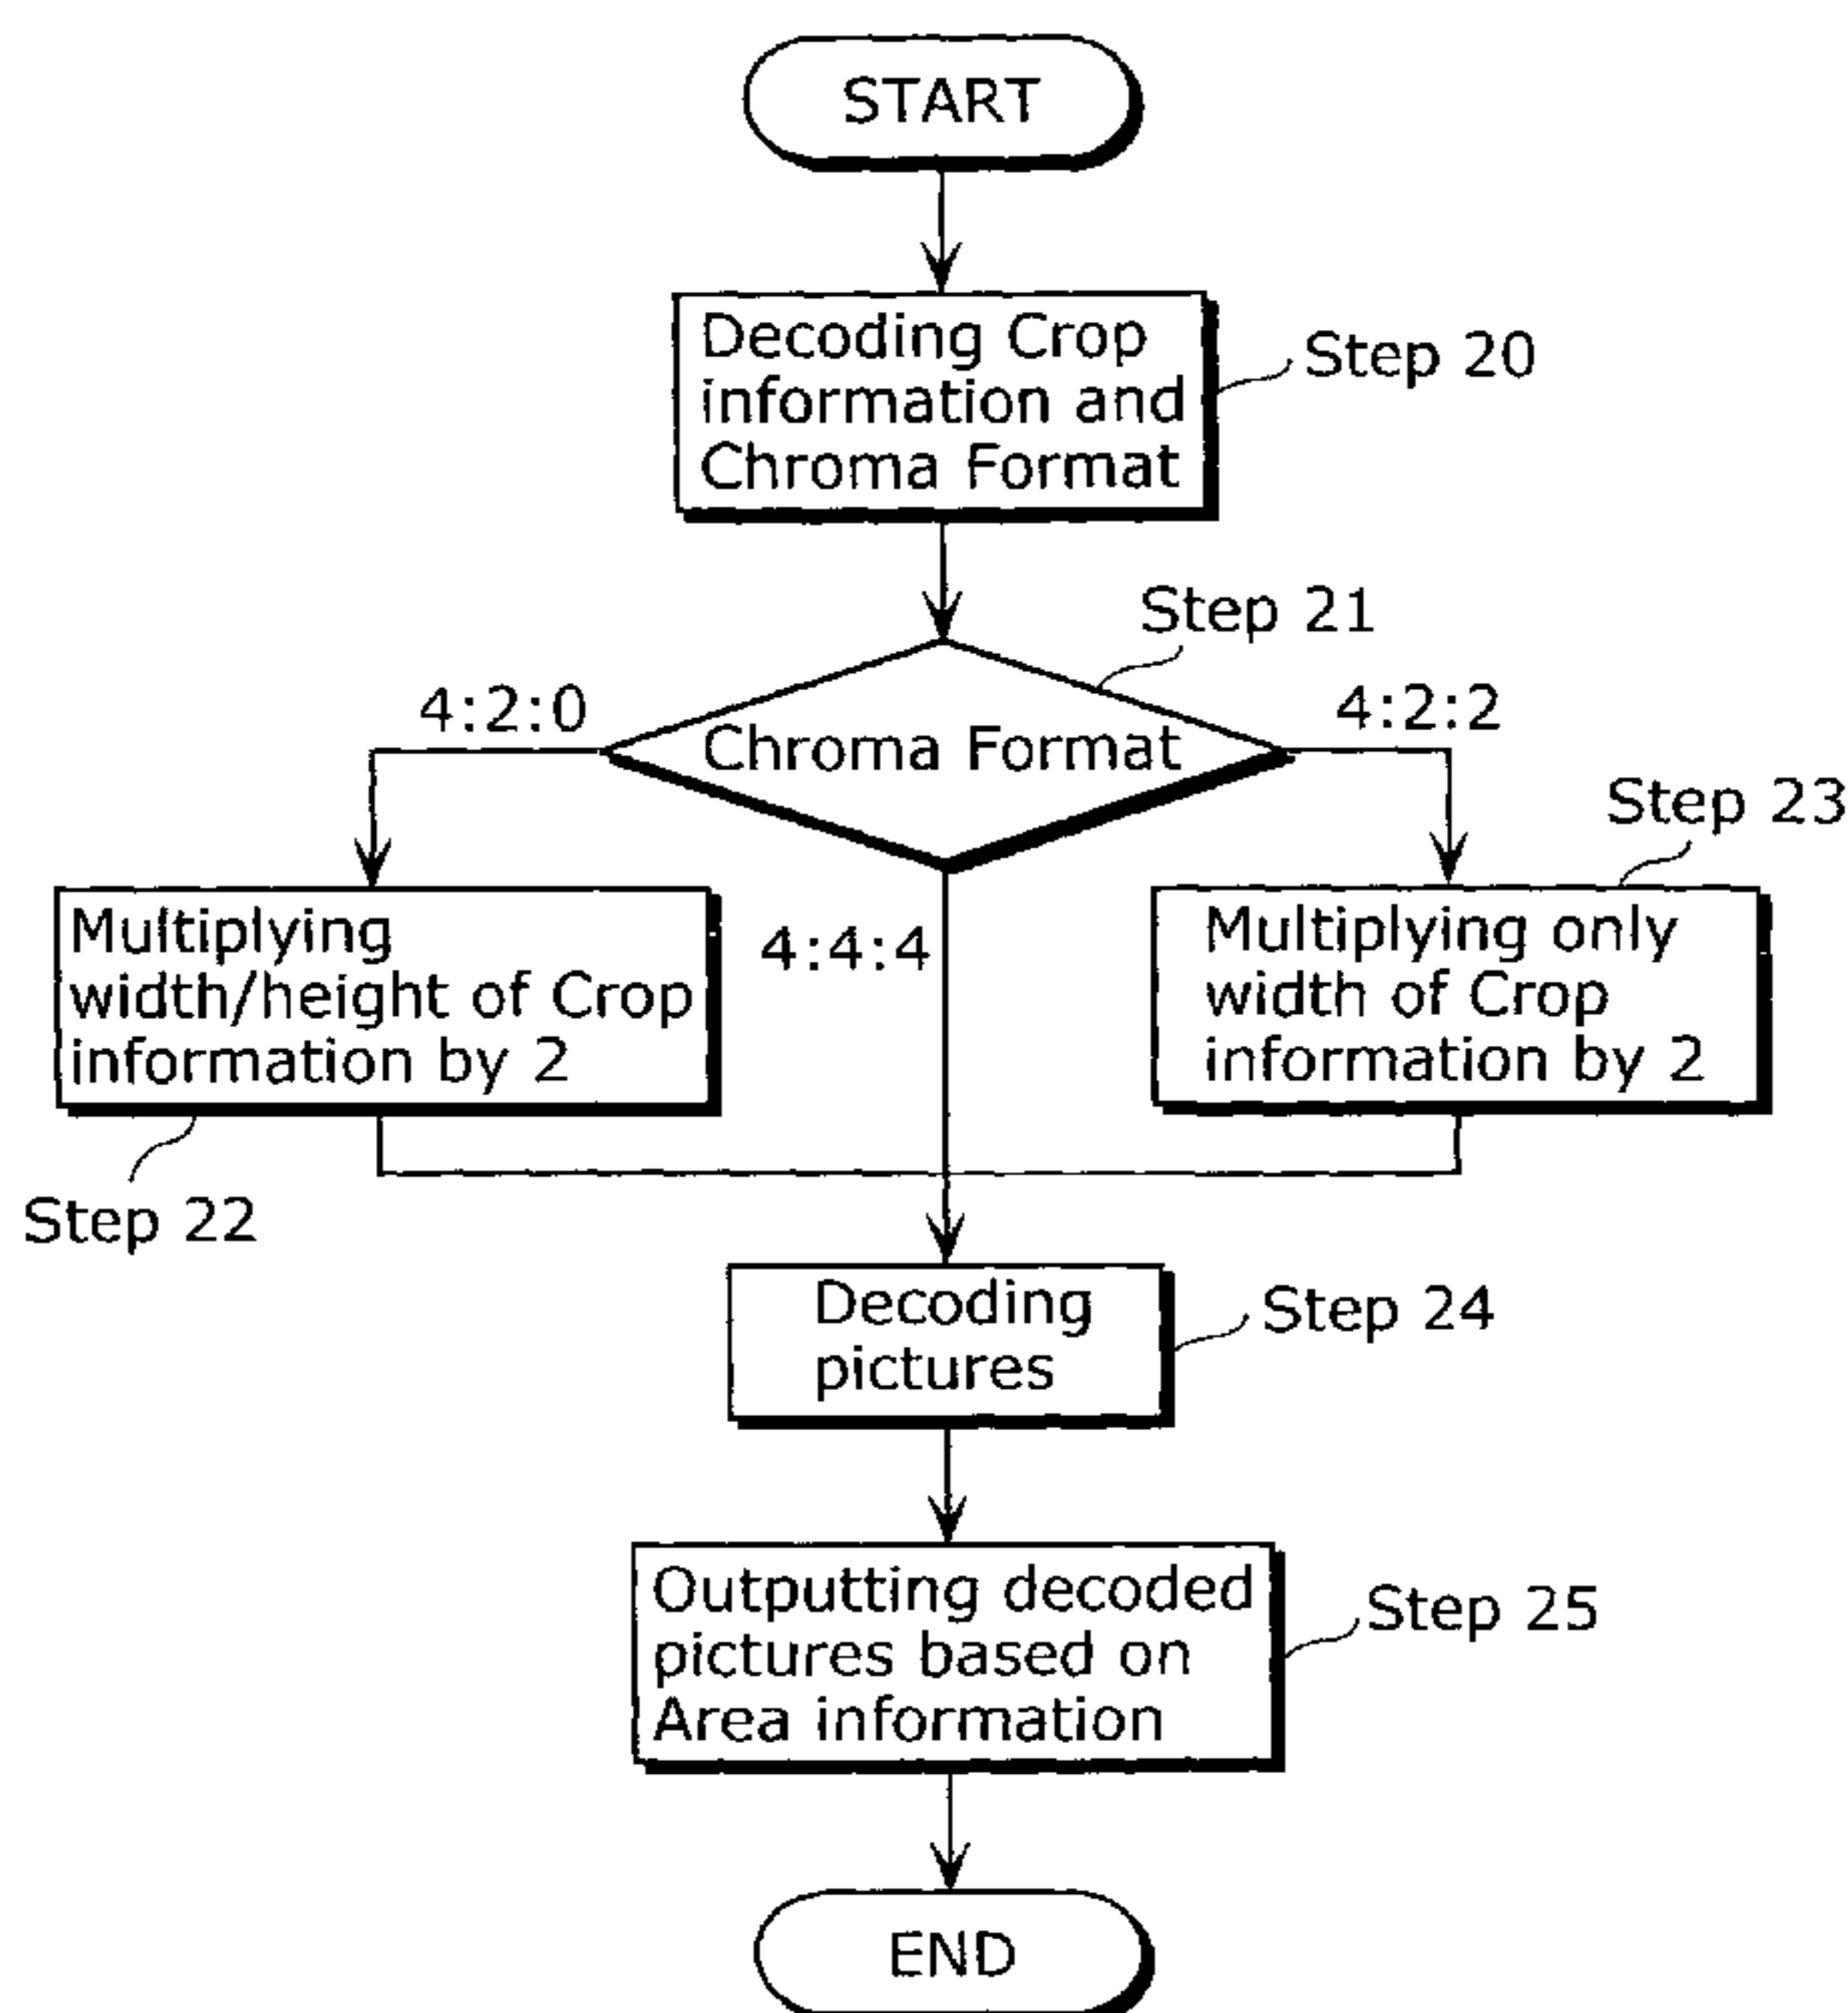 START
Decoding Crop
information and
Chroma Format
Step 20
Step 21
4:2:0
Chroma Format
4:2:2
Step 23
Multiplying
width/height of Crop
information by 2
4:4:4
Multiplying only
width of Crop
information by 2
Step 22
Decoding
pictures
Step 24
Outputting decoded
pictures based on
Area information
Step 25
END